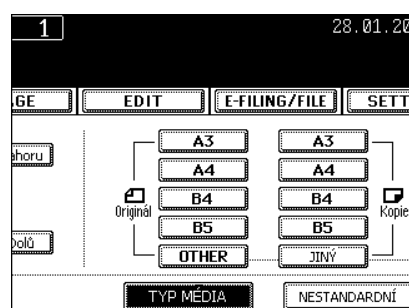 1 28.01.20
GE EDIT E-FILING/FILE SETT
A3 A3
ahoru
A4 A4
Originál B4 B4 Kopie
B5 B5
Dolů
OTHER JINÝ
TYP MÉDIA NESTANDARDNÍ